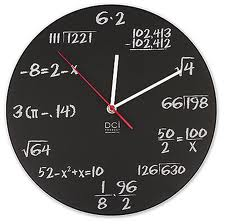 6·2
102,413
-102,412
√4
66⟌198
50/2 = 100/x
126⟌630
1/8 · 96/2
52-x²+x=10
√64
3(π-.14)
-8=2-x
111⟌1221
DCI